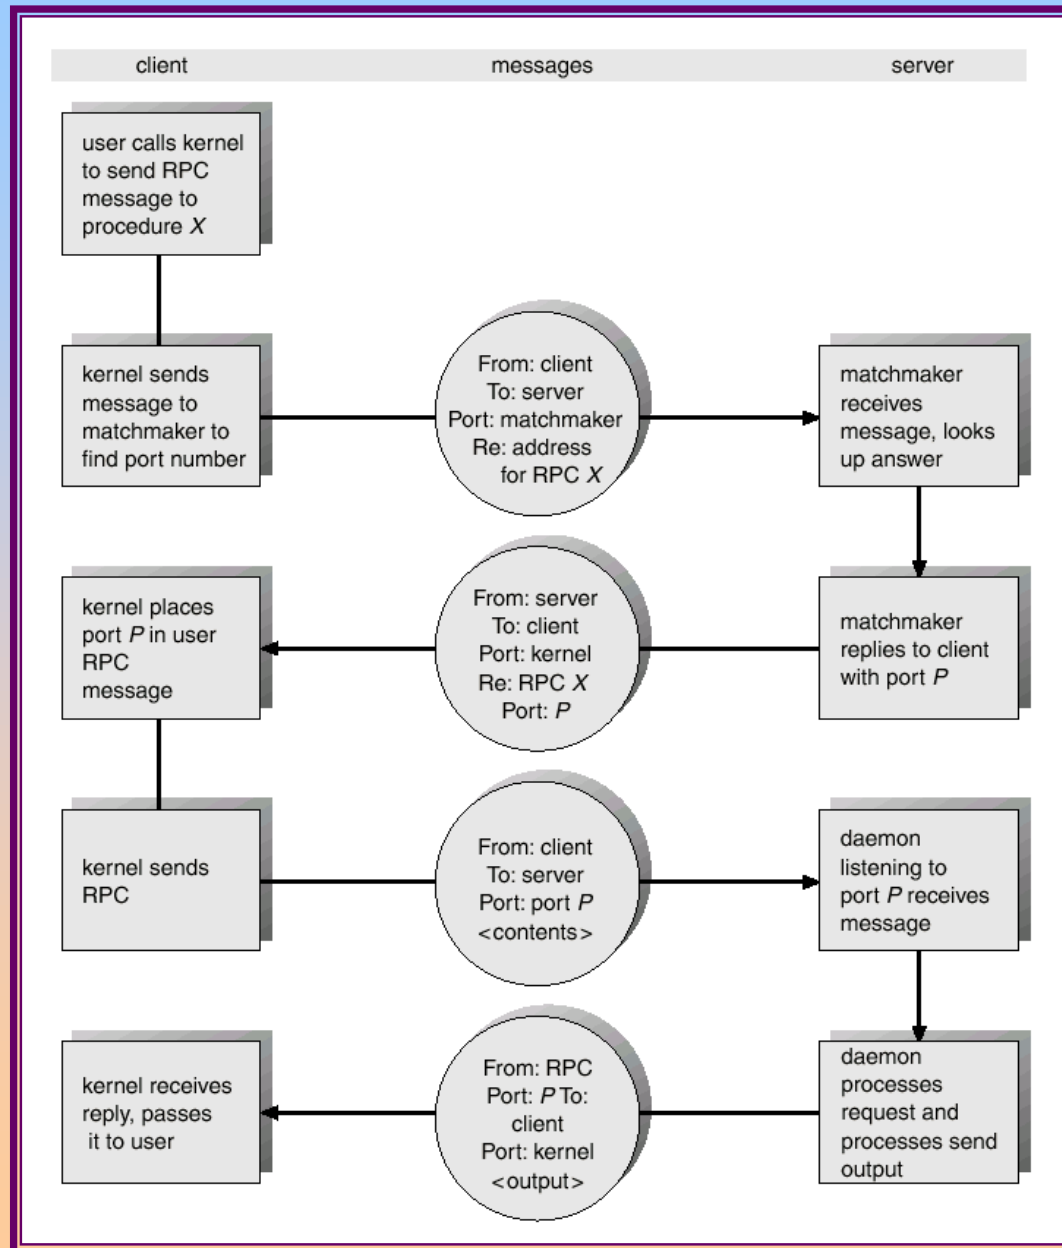 client
messages
server
user calls kernel
to send RPC
message to
procedure X
kernel sends
message to
matchmaker to
find port number
From: client
To: server
Port: matchmaker
Re: address
for RPC X
matchmaker
receives
message, looks
up answer
kernel places
port P in user
RPC
message
From: server
To: client
Port: kernel
Re: RPC X
Port: P
matchmaker
replies to client
with port P
kernel sends
RPC
From: client
To: server
Port: port P
<contents>
daemon
listening to
port P receives
message
kernel receives
reply, passes
it to user
From: RPC
Port: P To:
client
Port: kernel
<output>
daemon
processes
request and
processes send
output